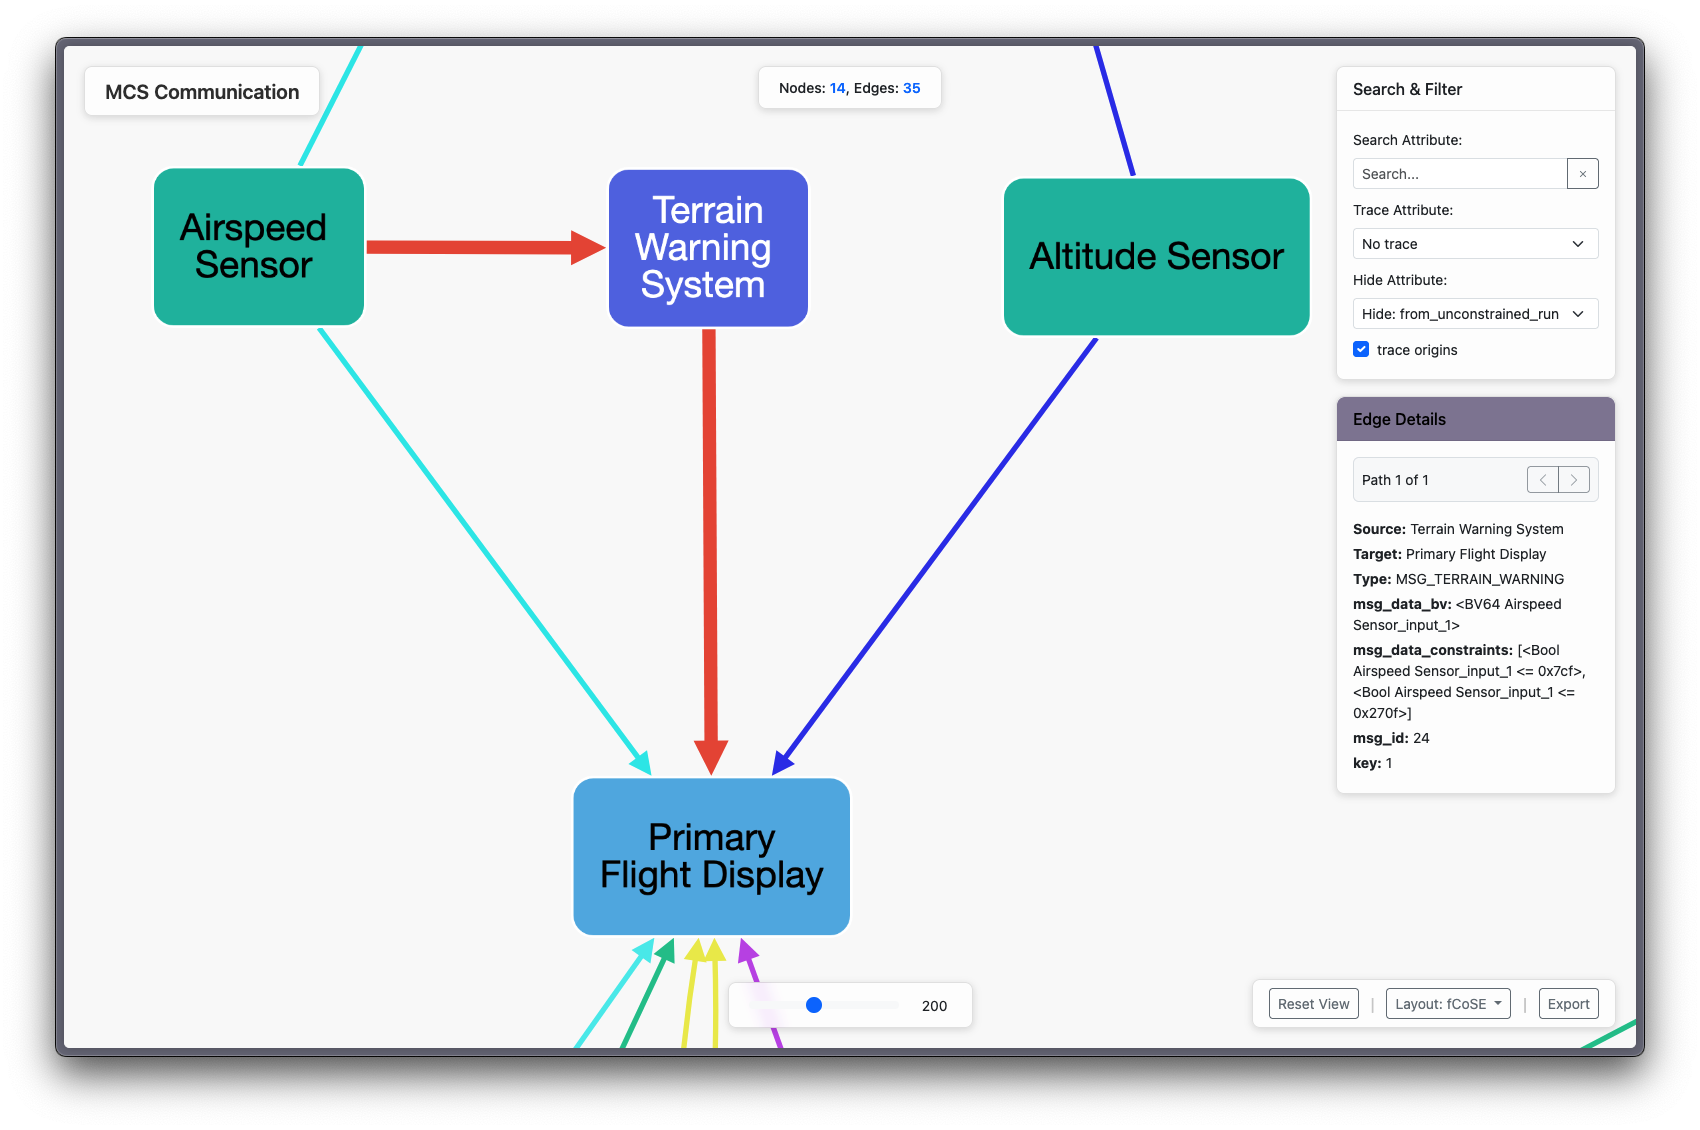 MCS Communication
Nodes: 14, Edges: 35
Airspeed
Sensor
Terrain
Warning
System
Altitude Sensor
Primary
Flight Display
200
Search & Filter
Search Attribute:
Search...
×
Trace Attribute:
No trace
Hide Attribute:
Hide: from_unconstrained_run
trace origins
Edge Details
Path 1 of 1
Source: Terrain Warning System
Target: Primary Flight Display
Type: MSG_TERRAIN_WARNING
msg_data_bv: <BV64 Airspeed
Sensor_input_1>
msg_data_constraints: [<Bool
Airspeed Sensor_input_1 <= 0x7cf>,
<Bool Airspeed Sensor_input_1 <=
0x270f>]
msg_id: 24
key: 1
Reset View | Layout: fCoSE | Export